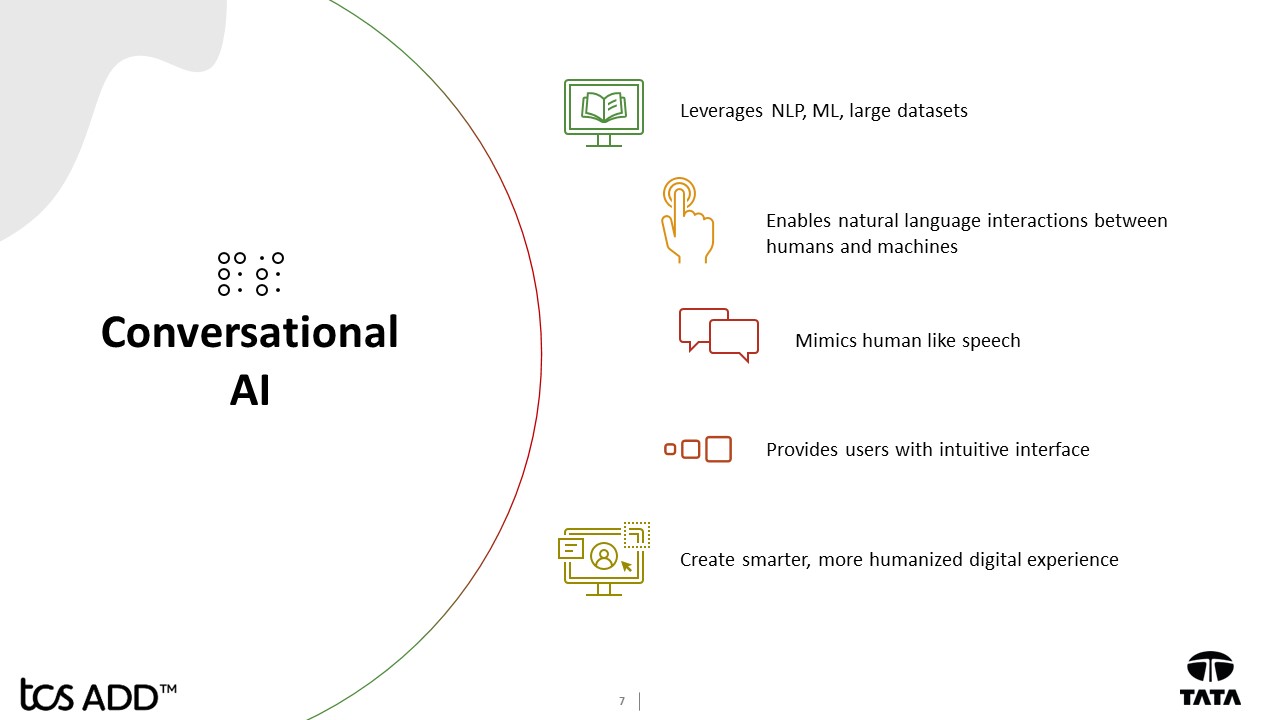 Conversational
AI
Leverages NLP, ML, large datasets
Enables natural language interactions between
humans and machines
Mimics human like speech
Provides users with intuitive interface
Create smarter, more humanized digital experience
tcs ADD™
7
TATA